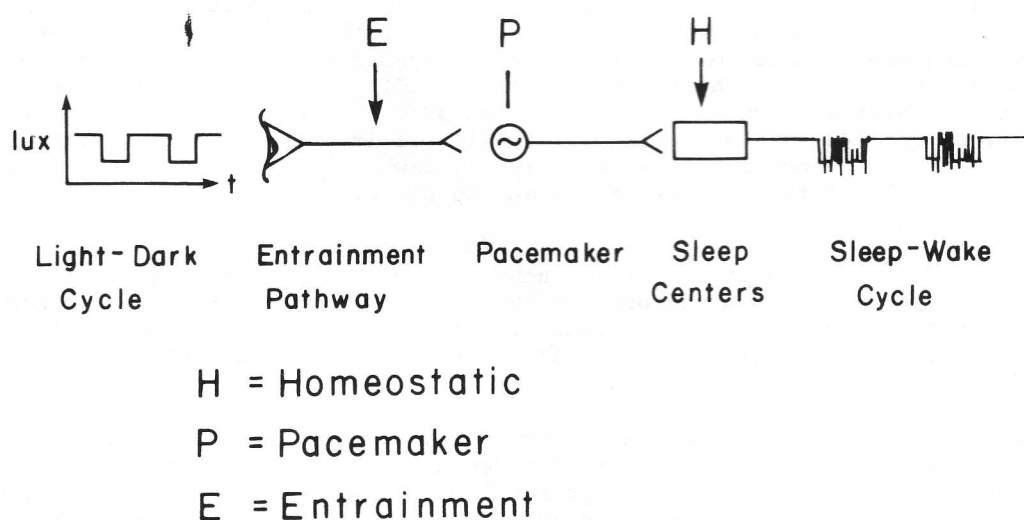 E P H
lux
t
Light-Dark Cycle
Entrainment Pathway
Pacemaker
Sleep Centers
Sleep-Wake Cycle
H = Homeostatic
P = Pacemaker
E = Entrainment